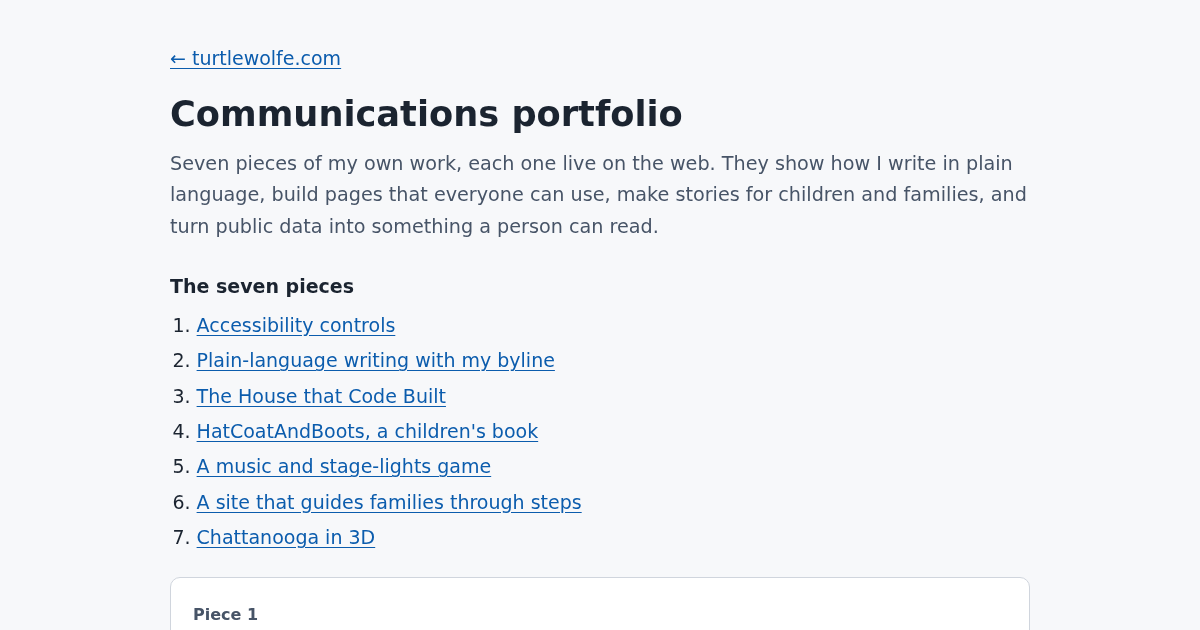 ← turtlewolfe.com
Communications portfolio
Seven pieces of my own work, each one live on the web. They show how I write in plain
language, build pages that everyone can use, make stories for children and families, and
turn public data into something a person can read.
The seven pieces
1. Accessibility controls
2. Plain-language writing with my byline
3. The House that Code Built
4. HatCoatAndBoots, a children's book
5. A music and stage-lights game
6. A site that guides families through steps
7. Chattanooga in 3D
Piece 1